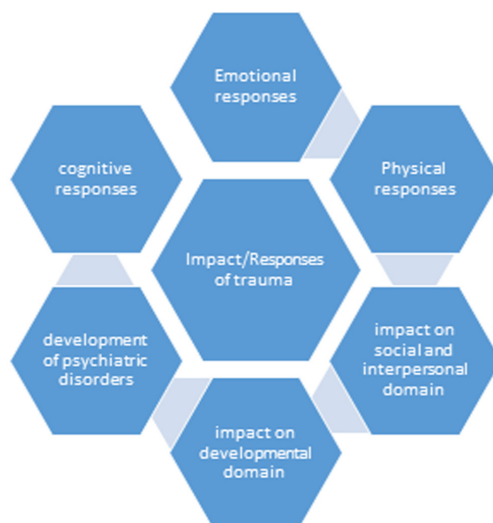 Emotional
responses
Physical
responses
impact on
social and
interpersonal
domain
impact on
developmental
domain
development
of psychiatric
disorders
cognitive
responses
Impact/Responses
of trauma